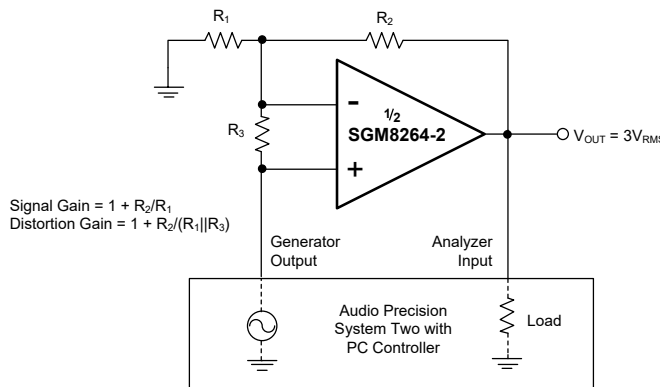 R1
R2
R3
-
1/2
SGM8264-2
+
VOUT = 3VRMS
Signal Gain = 1 + R2/R1
Distortion Gain = 1 + R2/(R1||R3)
Generator
Output
Analyzer
Input
Audio Precision
System Two with
PC Controller
Load